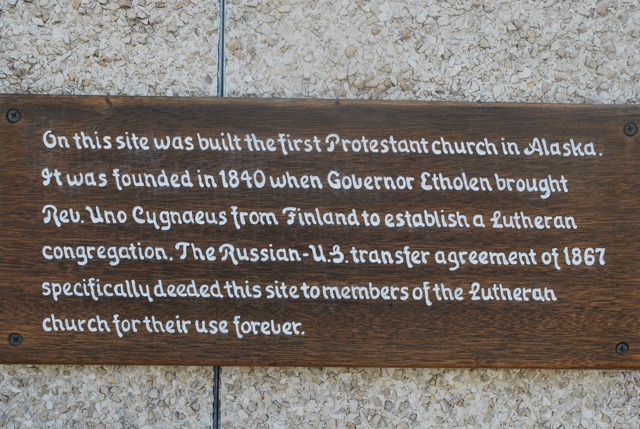 On this site was built the first Protestant church in Alaska.
It was founded in 1840 when Governor Etholen brought
Rev. Uno Cygnaeus from Finland to establish a Lutheran
congregation. The Russian-U.S. transfer agreement of 1867
specifically deeded this site to members of the Lutheran
church for their use forever.